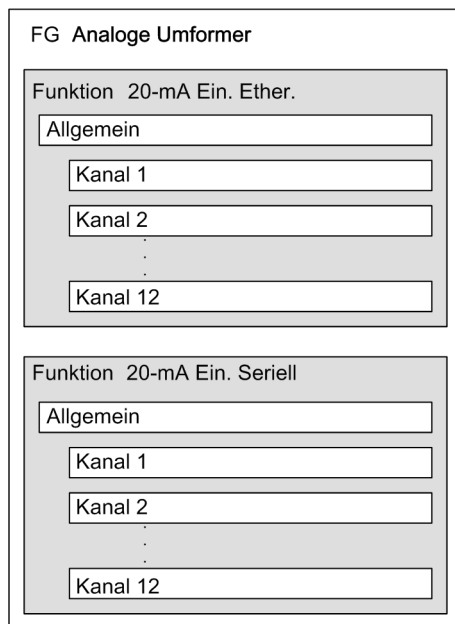 FG Analoge Umformer
Funktion 20-mA Ein. Ether.
Allgemein
Kanal 1
Kanal 2
Kanal 12
Funktion 20-mA Ein. Seriell
Allgemein
Kanal 1
Kanal 2
Kanal 12